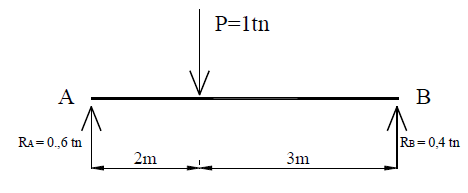 P=1tn
A
B
RA= 0.,6 tn
RB= 0,4 tn
2m
3m